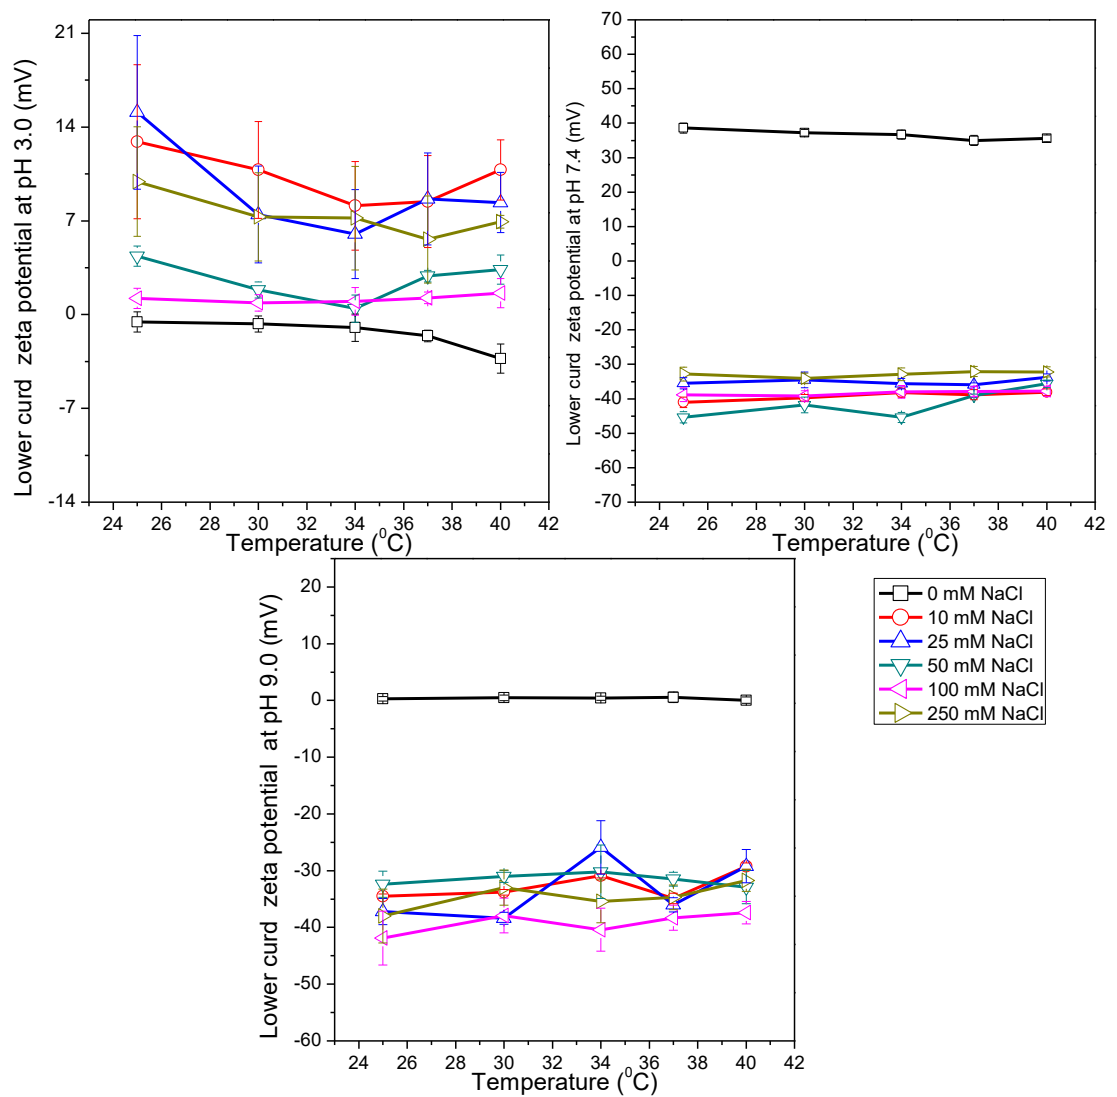 Lower curd zeta potential at pH 3.0 (mV)
21
14
7
0
-7
-14
24 26 28 30 32 34 36 38 40 42
Temperature (⁰C)
Lower curd zeta potential at pH 7.4 (mV)
70
60
50
40
30
20
10
0
-10
-20
-30
-40
-50
-60
-70
24 26 28 30 32 34 36 38 40 42
Temperature (⁰C)
Lower curd zeta potential at pH 9.0 (mV)
20
10
0
-10
-20
-30
-40
-50
-60
24 26 28 30 32 34 36 38 40 42
Temperature (⁰C)
0 mM NaCl
10 mM NaCl
25 mM NaCl
50 mM NaCl
100 mM NaCl
250 mM NaCl